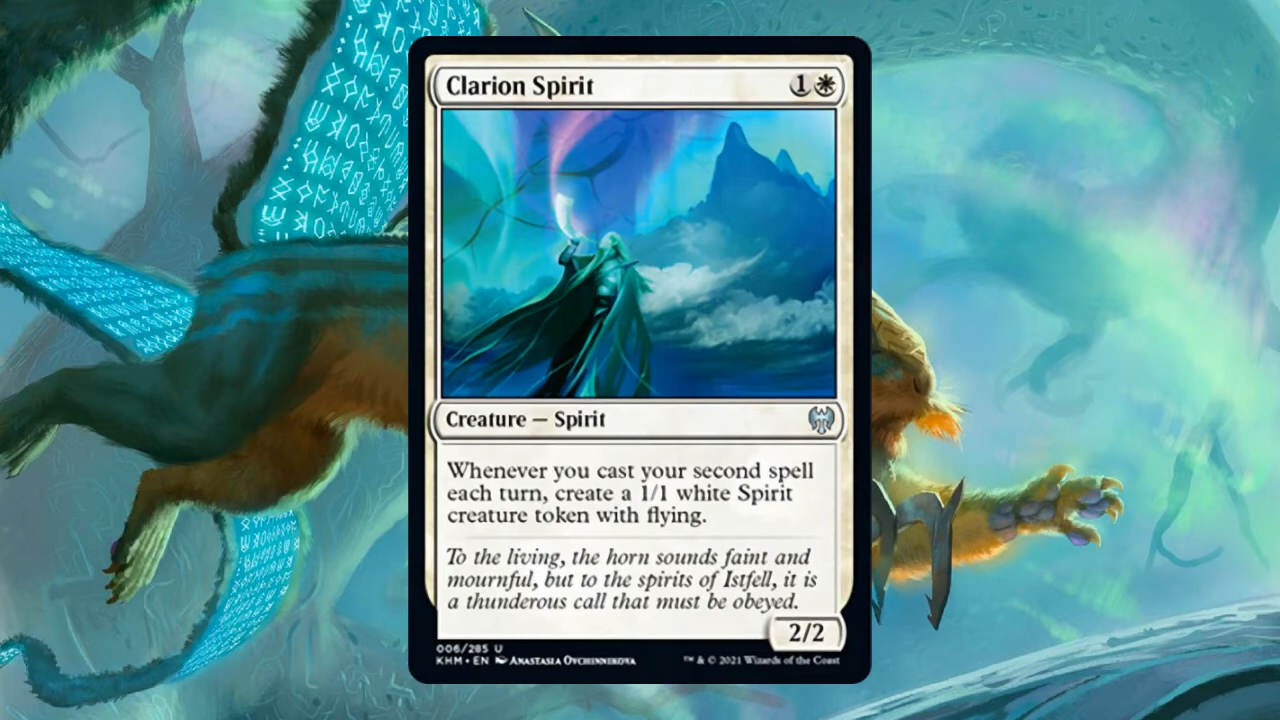 Clarion Spirit 1
Creature — Spirit
Whenever you cast your second spell
each turn, create a 1/1 white Spirit
creature token with flying.
To the living, the horn sounds faint and
mournful, but to the spirits of Istfell, it is
a thunderous call that must be obeyed.
2/2
006/285 U
KHM • EN Anastasia Ovchinnikova
™ & © 2021 Wizards of the Coast